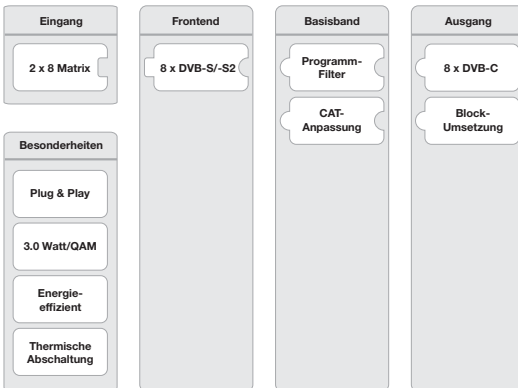 Eingang
2 x 8 Matrix
Besonderheiten
Plug & Play
3.0 Watt/QAM
Energie-
effizient
Thermische
Abschaltung
Frontend
8 x DVB-S/-S2
Basisband
Programm-
Filter
CAT-
Anpassung
Ausgang
8 x DVB-C
Block-
Umsetzung